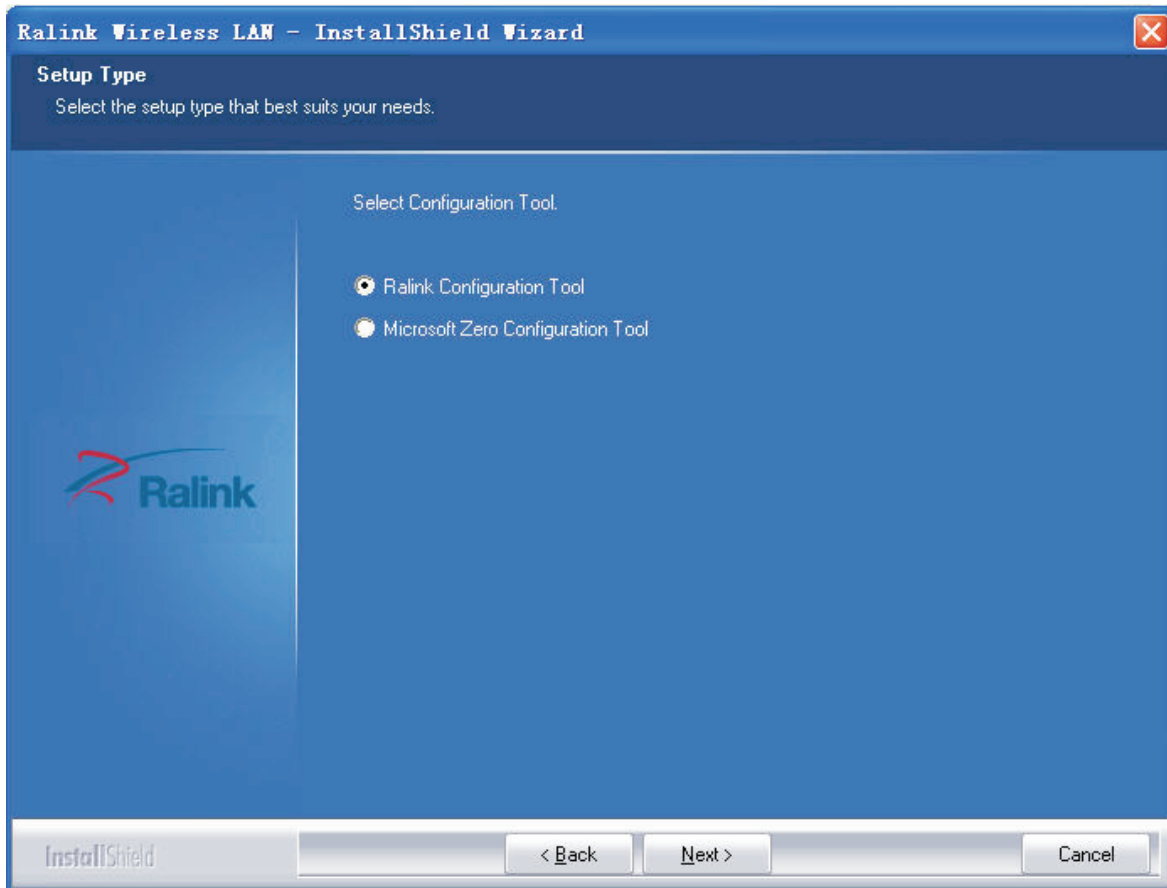 Ralink Wireless LAN - InstallShield Wizard
Setup Type
Select the setup type that best suits your needs.
Select Configuration Tool.
Ralink Configuration Tool
Microsoft Zero Configuration Tool
Ralink
InstallShield
< Back
Next >
Cancel